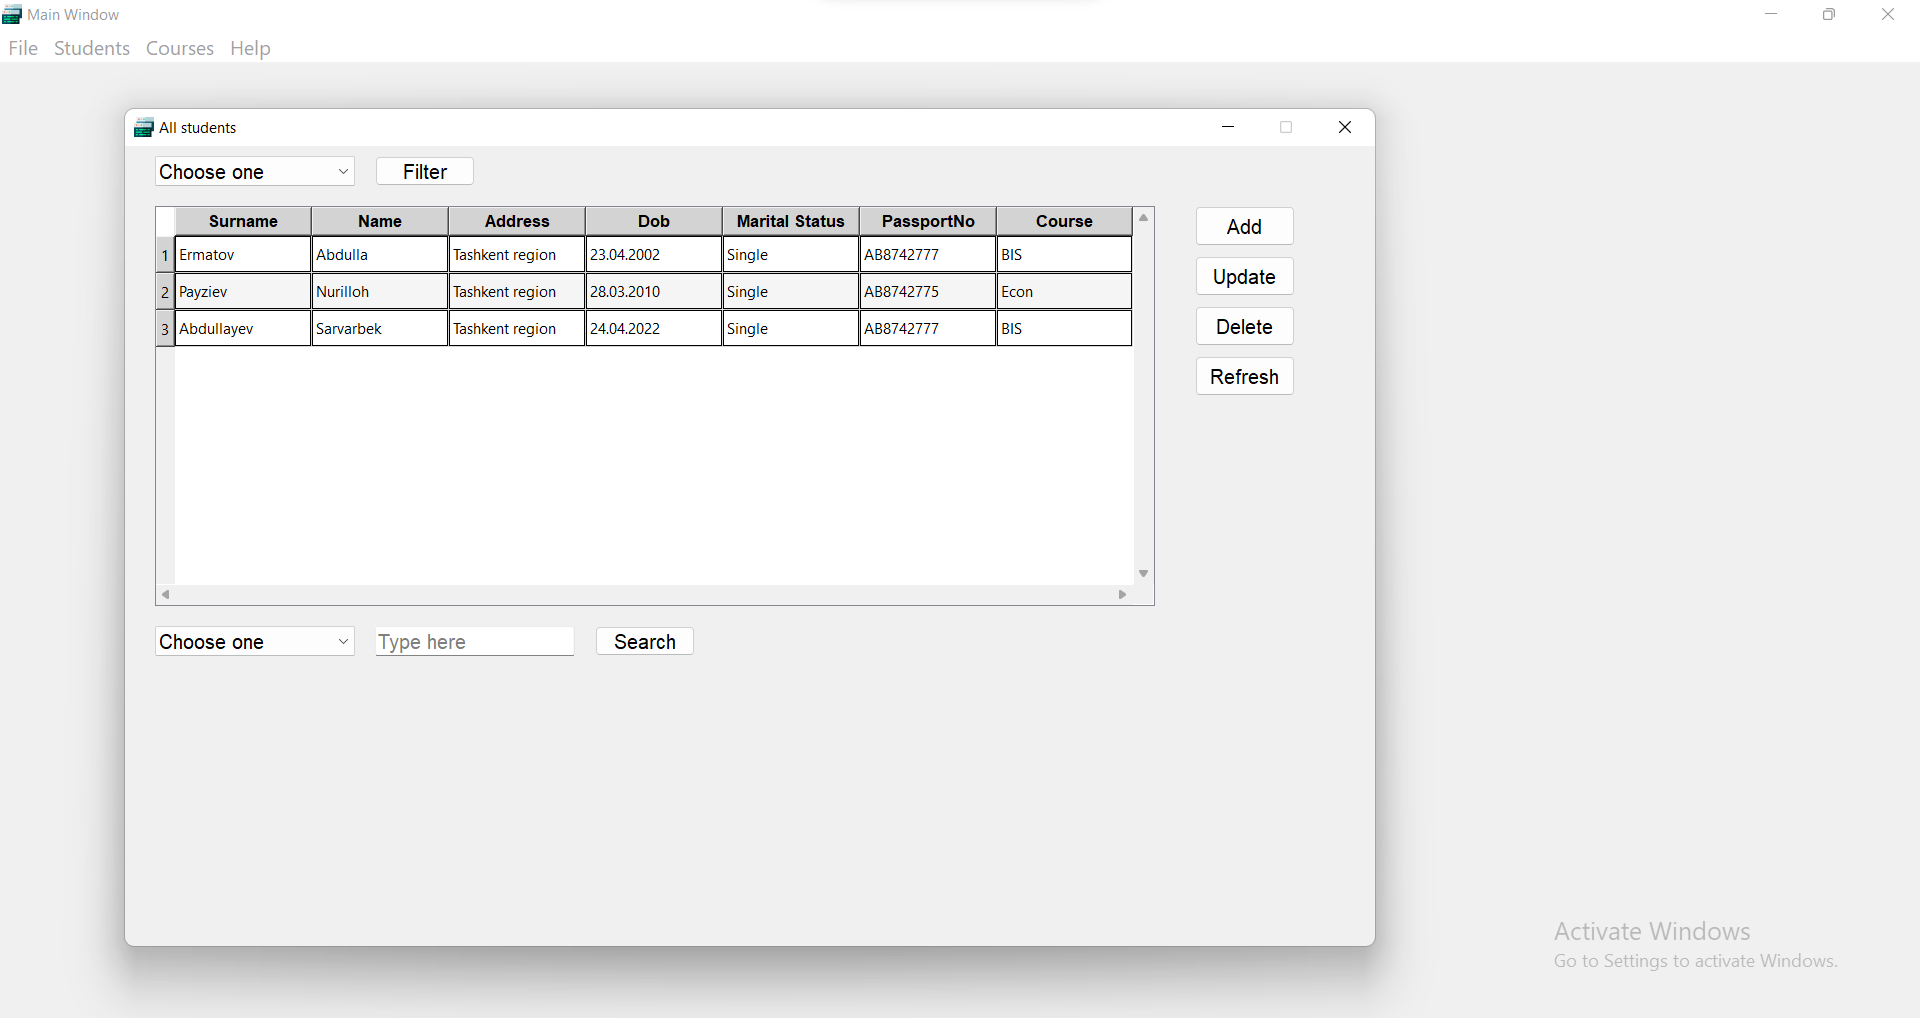 Main Window
File Students Courses Help
All students
Choose one Filter
Surname Name Address Dob Marital Status PassportNo Course
1 Ermatov Abdulla Tashkent region 23.04.2002 Single AB8742777 BIS
2 Payziev Nurilloh Tashkent region 28.03.2010 Single AB8742775 Econ
3 Abdullayev Sarvarbek Tashkent region 24.04.2022 Single AB8742777 BIS
Add
Update
Delete
Refresh
Choose one Type here Search
Activate Windows
Go to Settings to activate Windows.